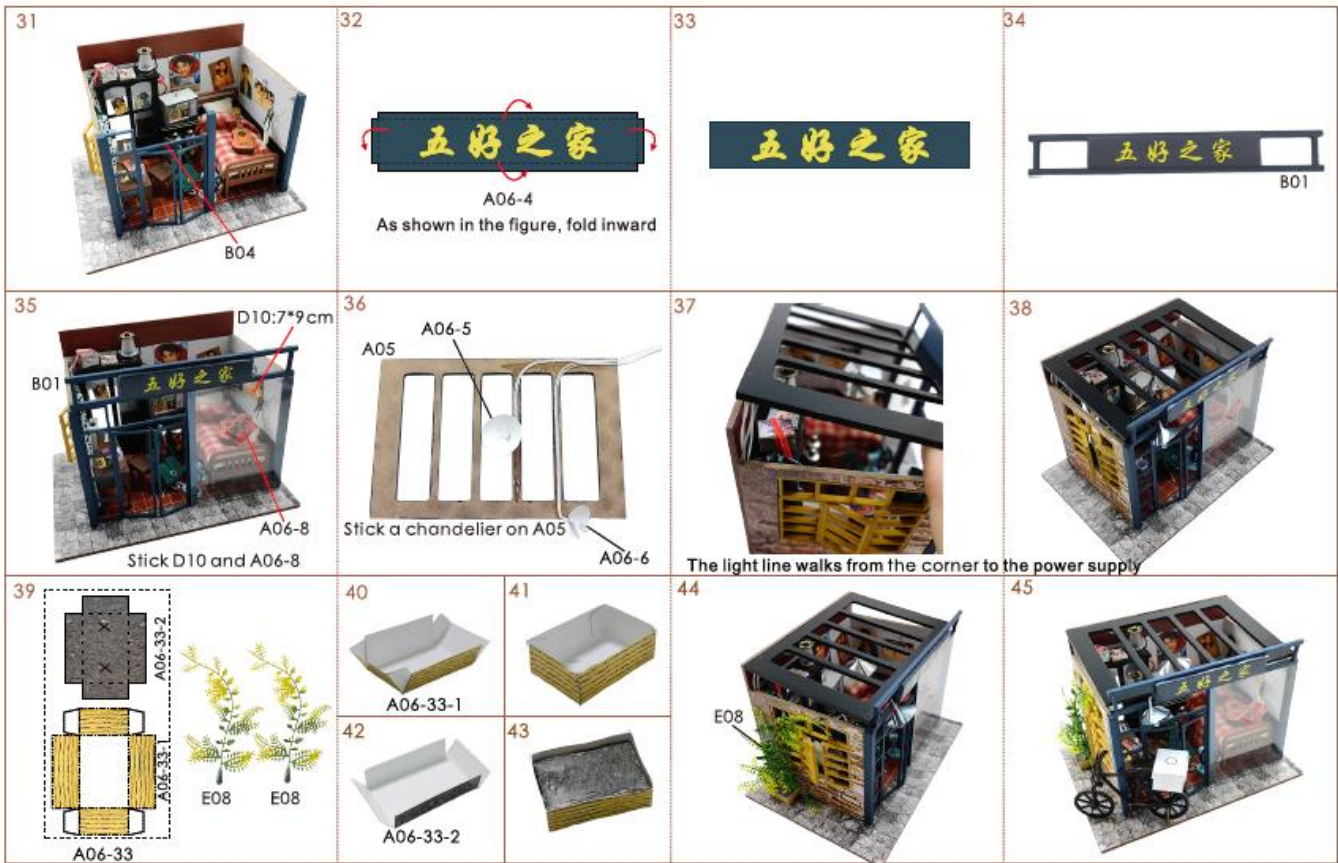 31
B04
32
五好之家
A06-4
As shown in the figure, fold inward
33
五好之家
34
五好之家
B01
35
D10:7*9cm
B01
五好之家
A06-8
Stick D10 and A06-8
36
A06-5
A05
Stick a chandelier on A05
A06-6
37
The light line walks from the corner to the power supply
38
五好之家
39
A06-33-2
A06-33-1
E08
E08
A06-33
40
A06-33-1
41
42
A06-33-2
43
44
E08
45
五好之家